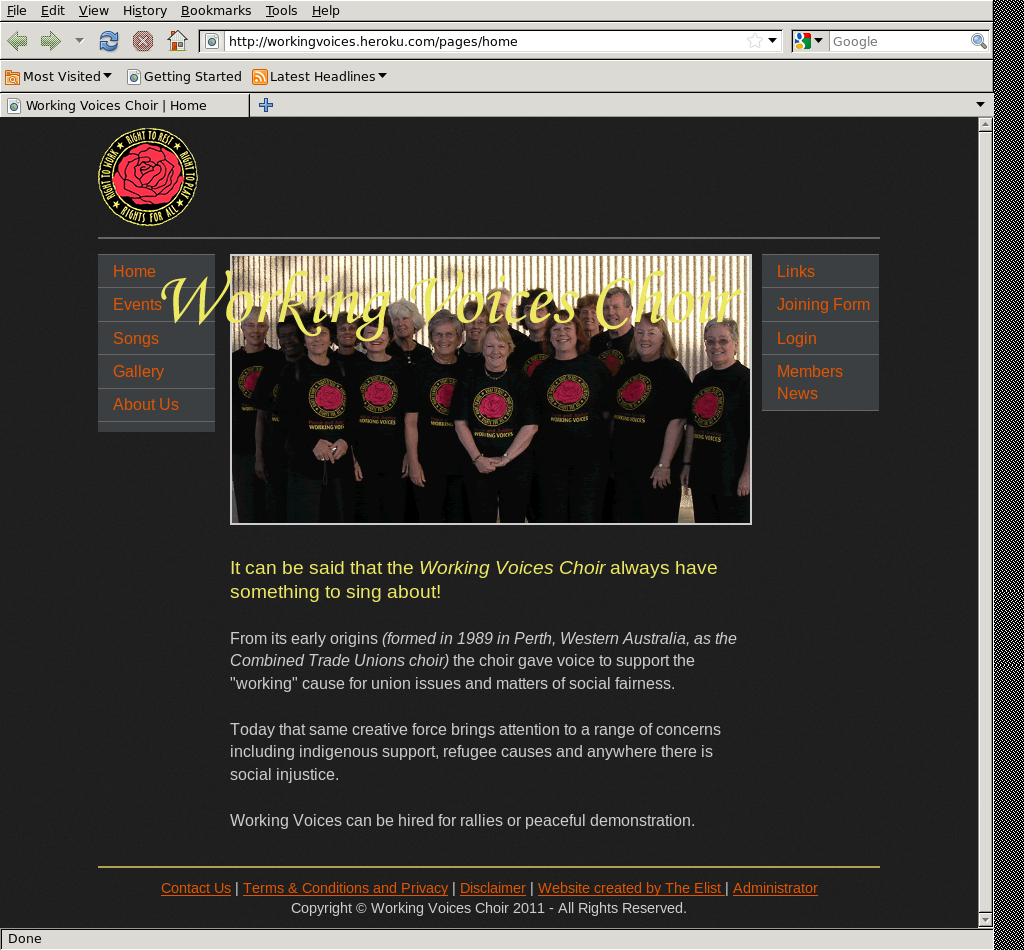 File Edit View History Bookmarks Tools Help
http://workingvoices.heroku.com/pages/home
Google
Most Visited Getting Started Latest Headlines
Working Voices Choir | Home
RIGHT TO WORK ★ RIGHT TO REST ★ RIGHT TO PLAY ★ RIGHTS FOR ALL ★
Working Voices Choir
Home
Events
Songs
Gallery
About Us
WORKING VOICES
Links
Joining Form
Login
Members
News
It can be said that the Working Voices Choir always have
something to sing about!
From its early origins (formed in 1989 in Perth, Western Australia, as the
Combined Trade Unions choir) the choir gave voice to support the
"working" cause for union issues and matters of social fairness.
Today that same creative force brings attention to a range of concerns
including indigenous support, refugee causes and anywhere there is
social injustice.
Working Voices can be hired for rallies or peaceful demonstration.
Contact Us | Terms & Conditions and Privacy | Disclaimer | Website created by The Elist | Administrator
Copyright © Working Voices Choir 2011 - All Rights Reserved.
Done